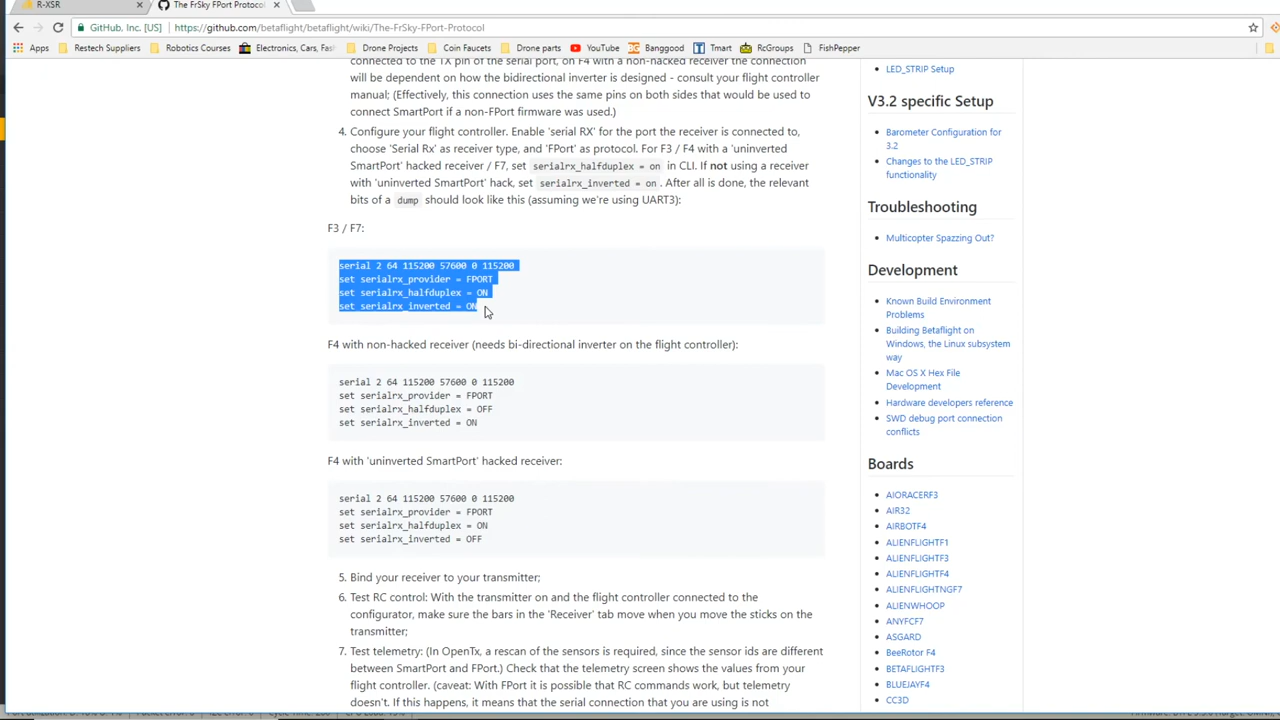 R-XSR
The FrSky FPort Protoco
GitHub, Inc. [US]
https://github.com/betaflight/betaflight/wiki/The-FrSky-FPort-Protocol
Apps
Restech Suppliers
Robotics Courses
Electronics, Cars, Fas
Drone Projects
Coin Faucets
Drone parts
YouTube
Banggood
Tmart
RcGroups
FishPepper
connected to the TX pin of the serial port, on F4 with a non-hacked receiver the connection
will be dependent on how the bidirectional inverter is designed - consult your flight controller
manual; (Effectively, this connection uses the same pins on both sides that would be used to
connect SmartPort if a non-FPort firmware was used.)
4. Configure your flight controller. Enable 'serial RX' for the port the receiver is connected to,
choose 'Serial Rx' as receiver type, and 'FPort' as protocol. For F3 / F4 with a 'uninverted
SmartPort' hacked receiver / F7, set serialrx_halfduplex = on in CLI. If not using a receiver
with 'uninverted SmartPort' hack, set serialrx_inverted = on . After all is done, the relevant
bits of a dump should look like this (assuming we're using UART3):
F3 / F7:
serial 2 64 115200 57600 0 115200
set serialrx_provider = FPORT
set serialrx_halfduplex = ON
set serialrx_inverted = ON
F4 with non-hacked receiver (needs bi-directional inverter on the flight controller):
serial 2 64 115200 57600 0 115200
set serialrx_provider = FPORT
set serialrx_halfduplex = OFF
set serialrx_inverted = ON
F4 with 'uninverted SmartPort' hacked receiver:
serial 2 64 115200 57600 0 115200
set serialrx_provider = FPORT
set serialrx_halfduplex = ON
set serialrx_inverted = OFF
5. Bind your receiver to your transmitter;
6. Test RC control: With the transmitter on and the flight controller connected to the
configurator, make sure the bars in the 'Receiver' tab move when you move the sticks on the
transmitter;
7. Test telemetry: (In OpenTx, a rescan of the sensors is required, since the sensor ids are different
between SmartPort and FPort.) Check that the telemetry screen shows the values from your
flight controller. (caveat: With FPort it is possible that RC commands work, but telemetry
doesn't. If this happens, it means that the serial connection that you are using is not
LED_STRIP Setup
V3.2 specific Setup
Barometer Configuration for
3.2
Changes to the LED_STRIP
functionality
Troubleshooting
Multicopter Spazzing Out?
Development
Known Build Environment
Problems
Building Betaflight on
Windows, the Linux subsystem
way
Mac OS X Hex File
Development
Hardware developers reference
SWD debug port connection
conflicts
Boards
AIORACERF3
AIR32
AIRBOTF4
ALIENFLIGHTF1
ALIENFLIGHTF3
ALIENFLIGHTF4
ALIENFLIGHTNGF7
ALIENWHOOP
ANYFCF7
ASGARD
BeeRotor F4
BETAFLIGHTF3
BLUEJAYF4
CC3D